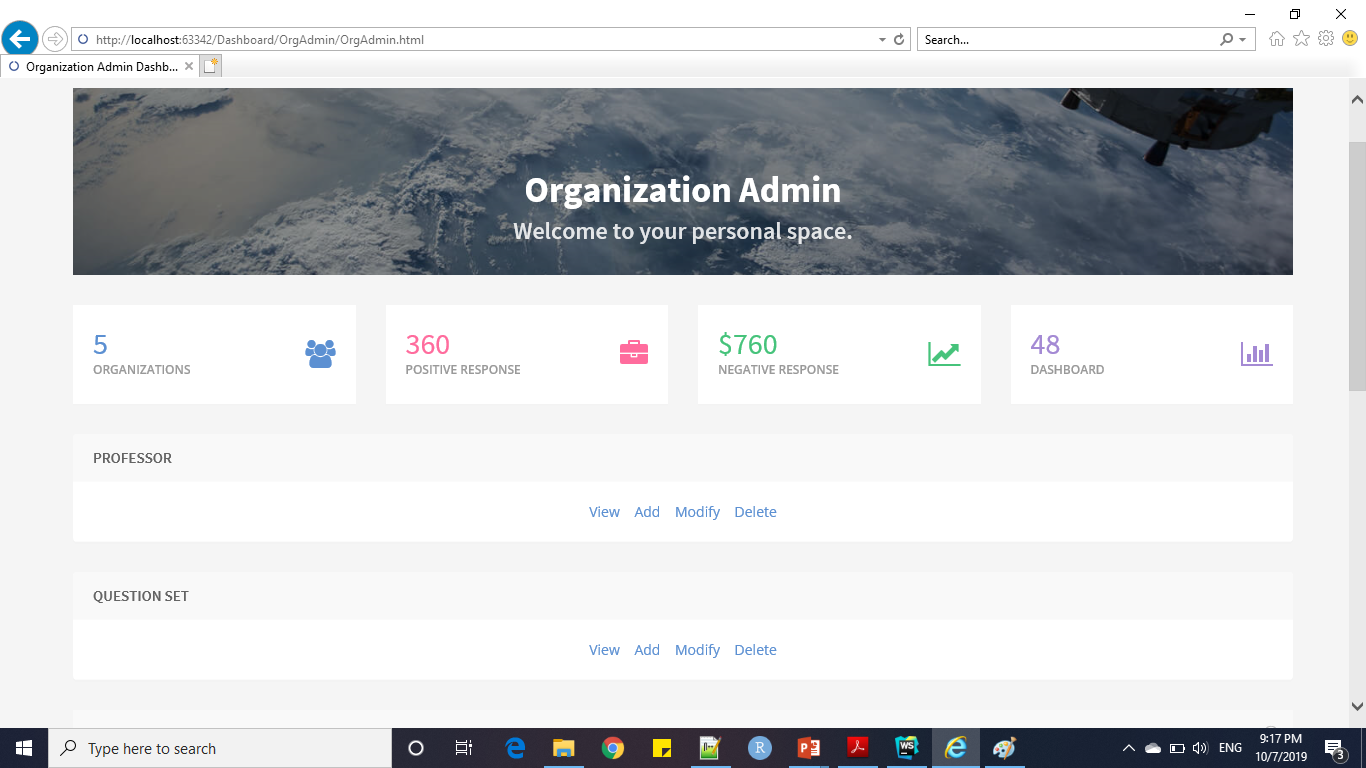 http://localhost:63342/Dashboard/OrgAdmin/OrgAdmin.html
Search...
Organization Admin Dashb...
Organization Admin
Welcome to your personal space.
5
ORGANIZATIONS
360
POSITIVE RESPONSE
$760
NEGATIVE RESPONSE
48
DASHBOARD
PROFESSOR
View Add Modify Delete
QUESTION SET
View Add Modify Delete
Type here to search
R
WS
ENG
9:17 PM
10/7/2019
3